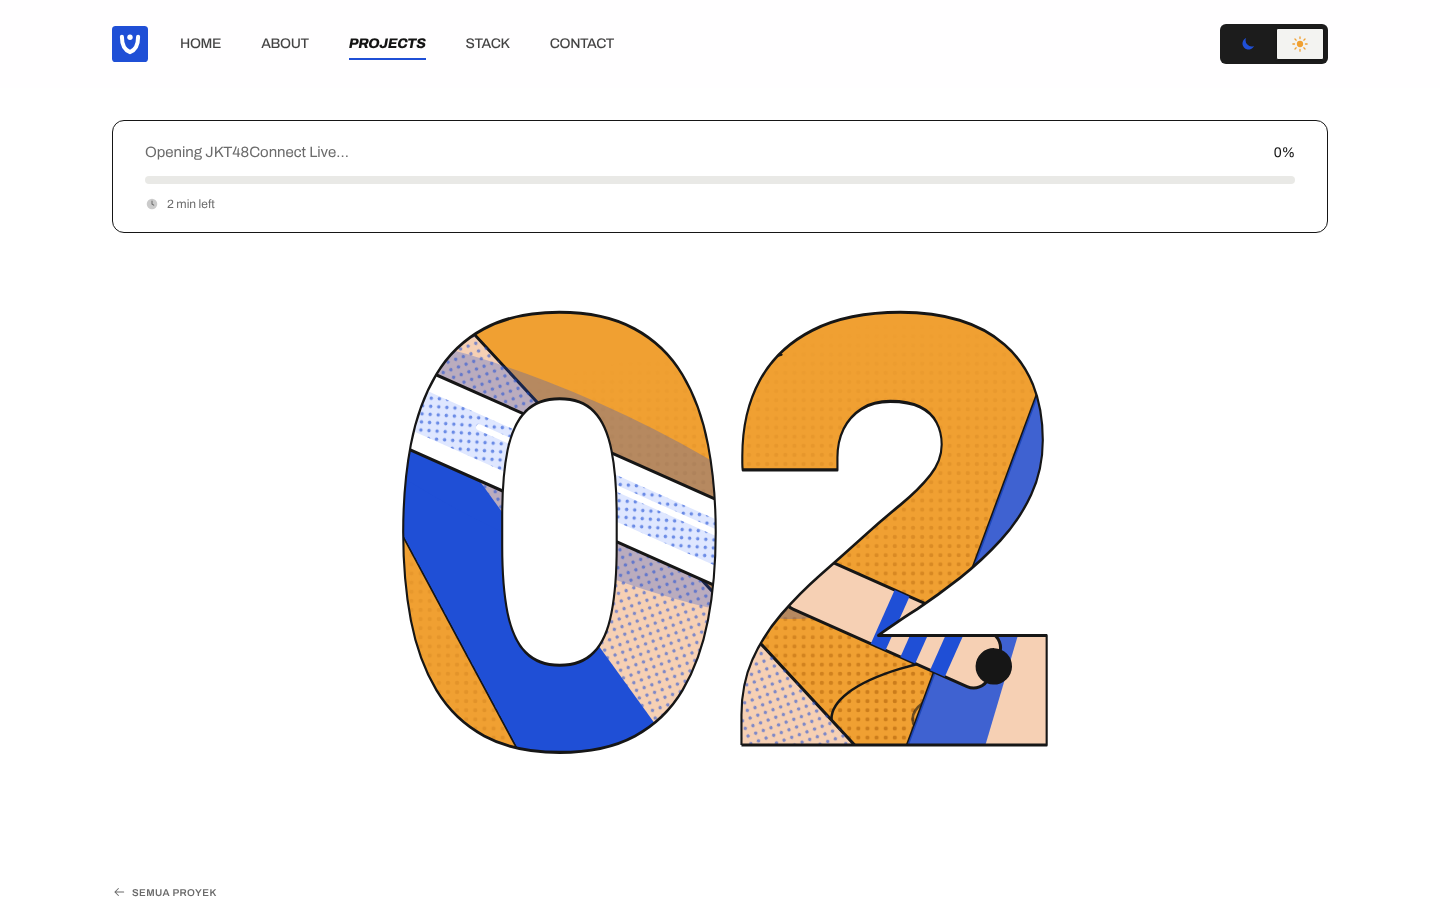 HOME ABOUT PROJECTS STACK CONTACT
Opening JKT48Connect Live... 0%
2 min left
02
SEMUA PROYEK